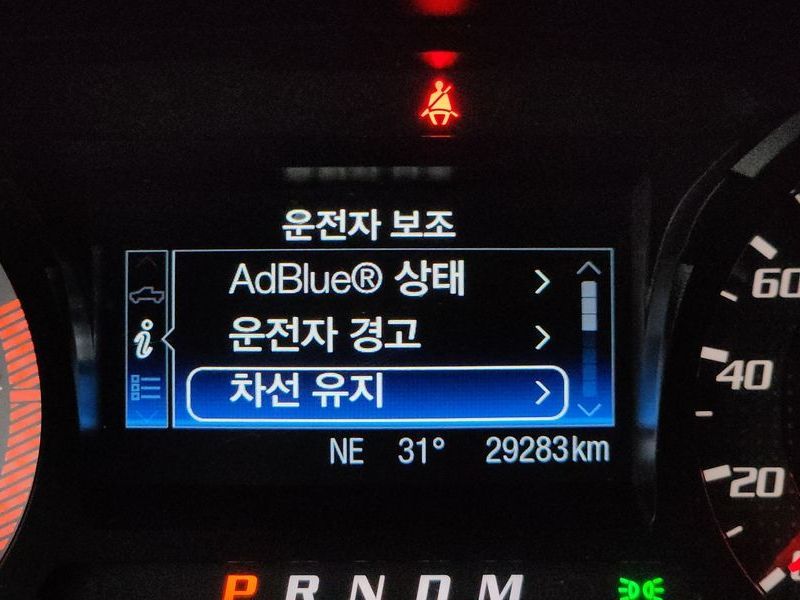 운전자 보조
AdBlue® 상태
운전자 경고
차선 유지
NE 31° 29283km
60
40
20
P R N D M